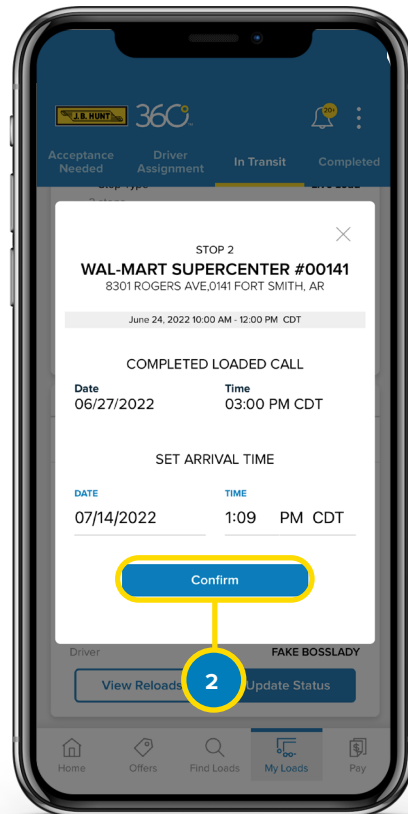 J.B. HUNT 360°
20+
Acceptance Needed Driver Assignment In Transit Completed
STOP 2
WAL-MART SUPERCENTER #00141
8301 ROGERS AVE,0141 FORT SMITH, AR
June 24, 2022 10:00 AM - 12:00 PM CDT
COMPLETED LOADED CALL
Date Time
06/27/2022 03:00 PM CDT
SET ARRIVAL TIME
DATE TIME
07/14/2022 1:09 PM CDT
Confirm
Driver FAKE BOSSLADY
View Reloads 2 Update Status
Home Offers Find Loads My Loads Pay